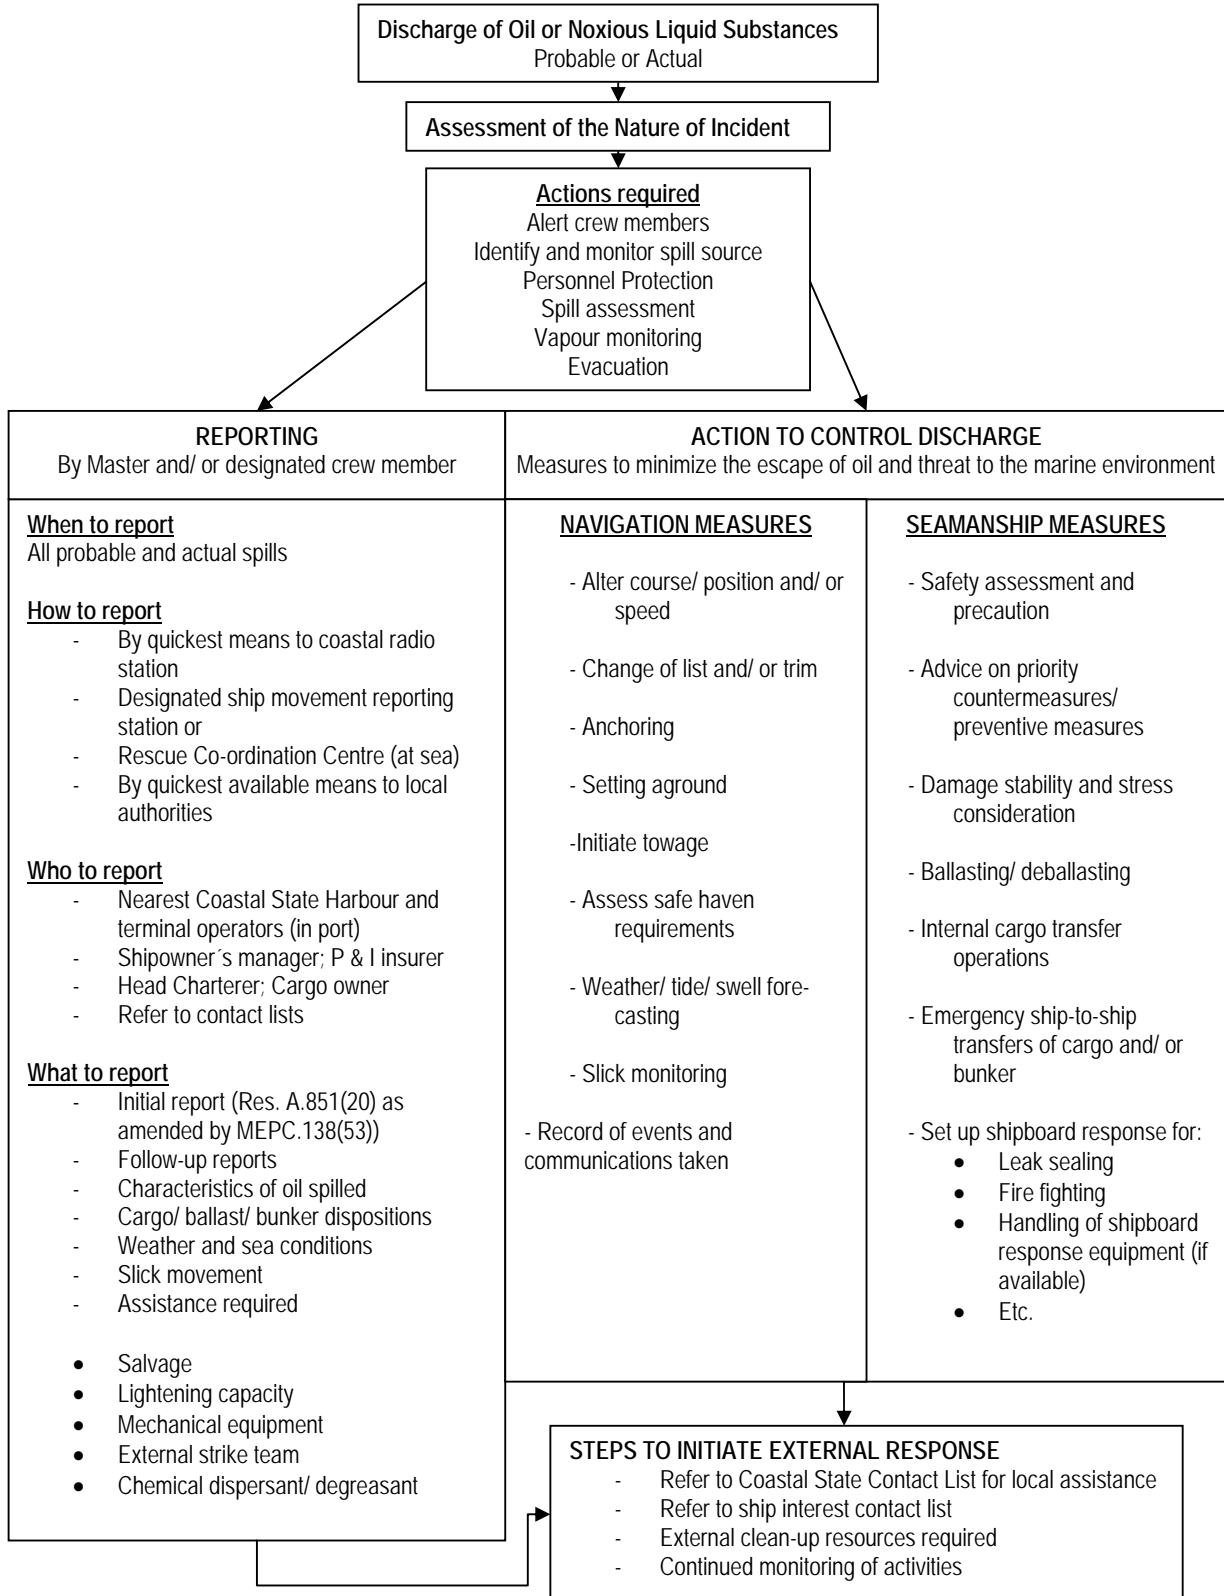 Discharge of Oil or Noxious Liquid Substances
Probable or Actual
Assessment of the Nature of Incident
Actions required
Alert crew members
Identify and monitor spill source
Personnel Protection
Spill assessment
Vapour monitoring
Evacuation
REPORTING
By Master and/ or designated crew member
When to report
All probable and actual spills
How to report
- By quickest means to coastal radio
station
- Designated ship movement reporting
station or
- Rescue Co-ordination Centre (at sea)
- By quickest available means to local
authorities
Who to report
- Nearest Coastal State Harbour and
terminal operators (in port)
- Shipowner´s manager; P & I insurer
- Head Charterer; Cargo owner
- Refer to contact lists
What to report
- Initial report (Res. A.851(20) as
amended by MEPC.138(53))
- Follow-up reports
- Characteristics of oil spilled
- Cargo/ ballast/ bunker dispositions
- Weather and sea conditions
- Slick movement
- Assistance required
• Salvage
• Lightening capacity
• Mechanical equipment
• External strike team
• Chemical dispersant/ degreasant
ACTION TO CONTROL DISCHARGE
Measures to minimize the escape of oil and threat to the marine environment
NAVIGATION MEASURES
- Alter course/ position and/ or
speed
- Change of list and/ or trim
- Anchoring
- Setting aground
-Initiate towage
- Assess safe haven
requirements
- Weather/ tide/ swell fore-
casting
- Slick monitoring
- Record of events and
communications taken
SEAMANSHIP MEASURES
- Safety assessment and
precaution
- Advice on priority
countermeasures/
preventive measures
- Damage stability and stress
consideration
- Ballasting/ deballasting
- Internal cargo transfer
operations
- Emergency ship-to-ship
transfers of cargo and/ or
bunker
- Set up shipboard response for:
• Leak sealing
• Fire fighting
• Handling of shipboard
response equipment (if
available)
• Etc.
STEPS TO INITIATE EXTERNAL RESPONSE
- Refer to Coastal State Contact List for local assistance
- Refer to ship interest contact list
- External clean-up resources required
- Continued monitoring of activities